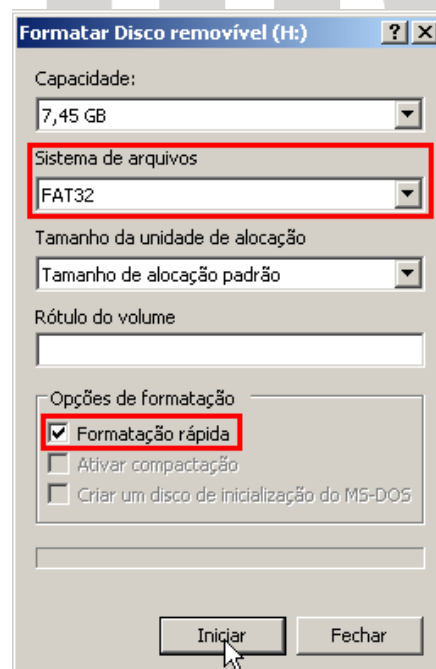 Formatar Disco removível (H:)
Capacidade:
7,45 GB
Sistema de arquivos
FAT32
Tamanho da unidade de alocação
Tamanho de alocação padrão
Rótulo do volume
Opções de formatação
Formatação rápida
Ativar compactação
Criar um disco de inicialização do MS-DOS
Iniciar Fechar